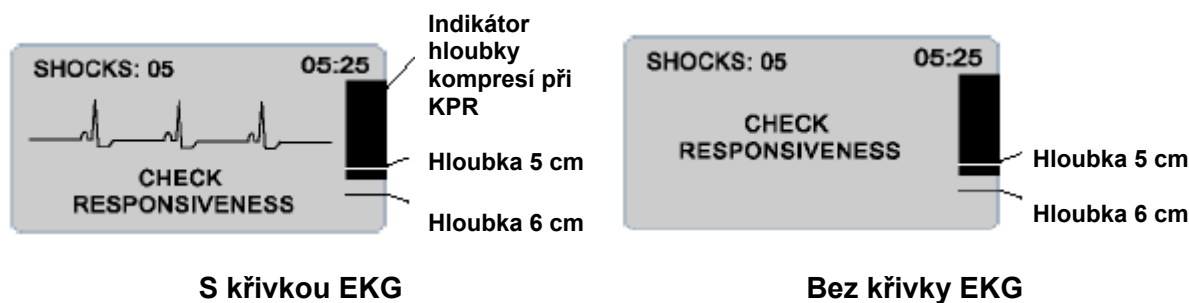 SHOCKS: 05 05:25
CHECK
RESPONSIVENESS
Indikátor
hloubky
kompresí při
KPR
Hloubka 5 cm
Hloubka 6 cm
S křivkou EKG
SHOCKS: 05 05:25
CHECK
RESPONSIVENESS
Hloubka 5 cm
Hloubka 6 cm
Bez křivky EKG